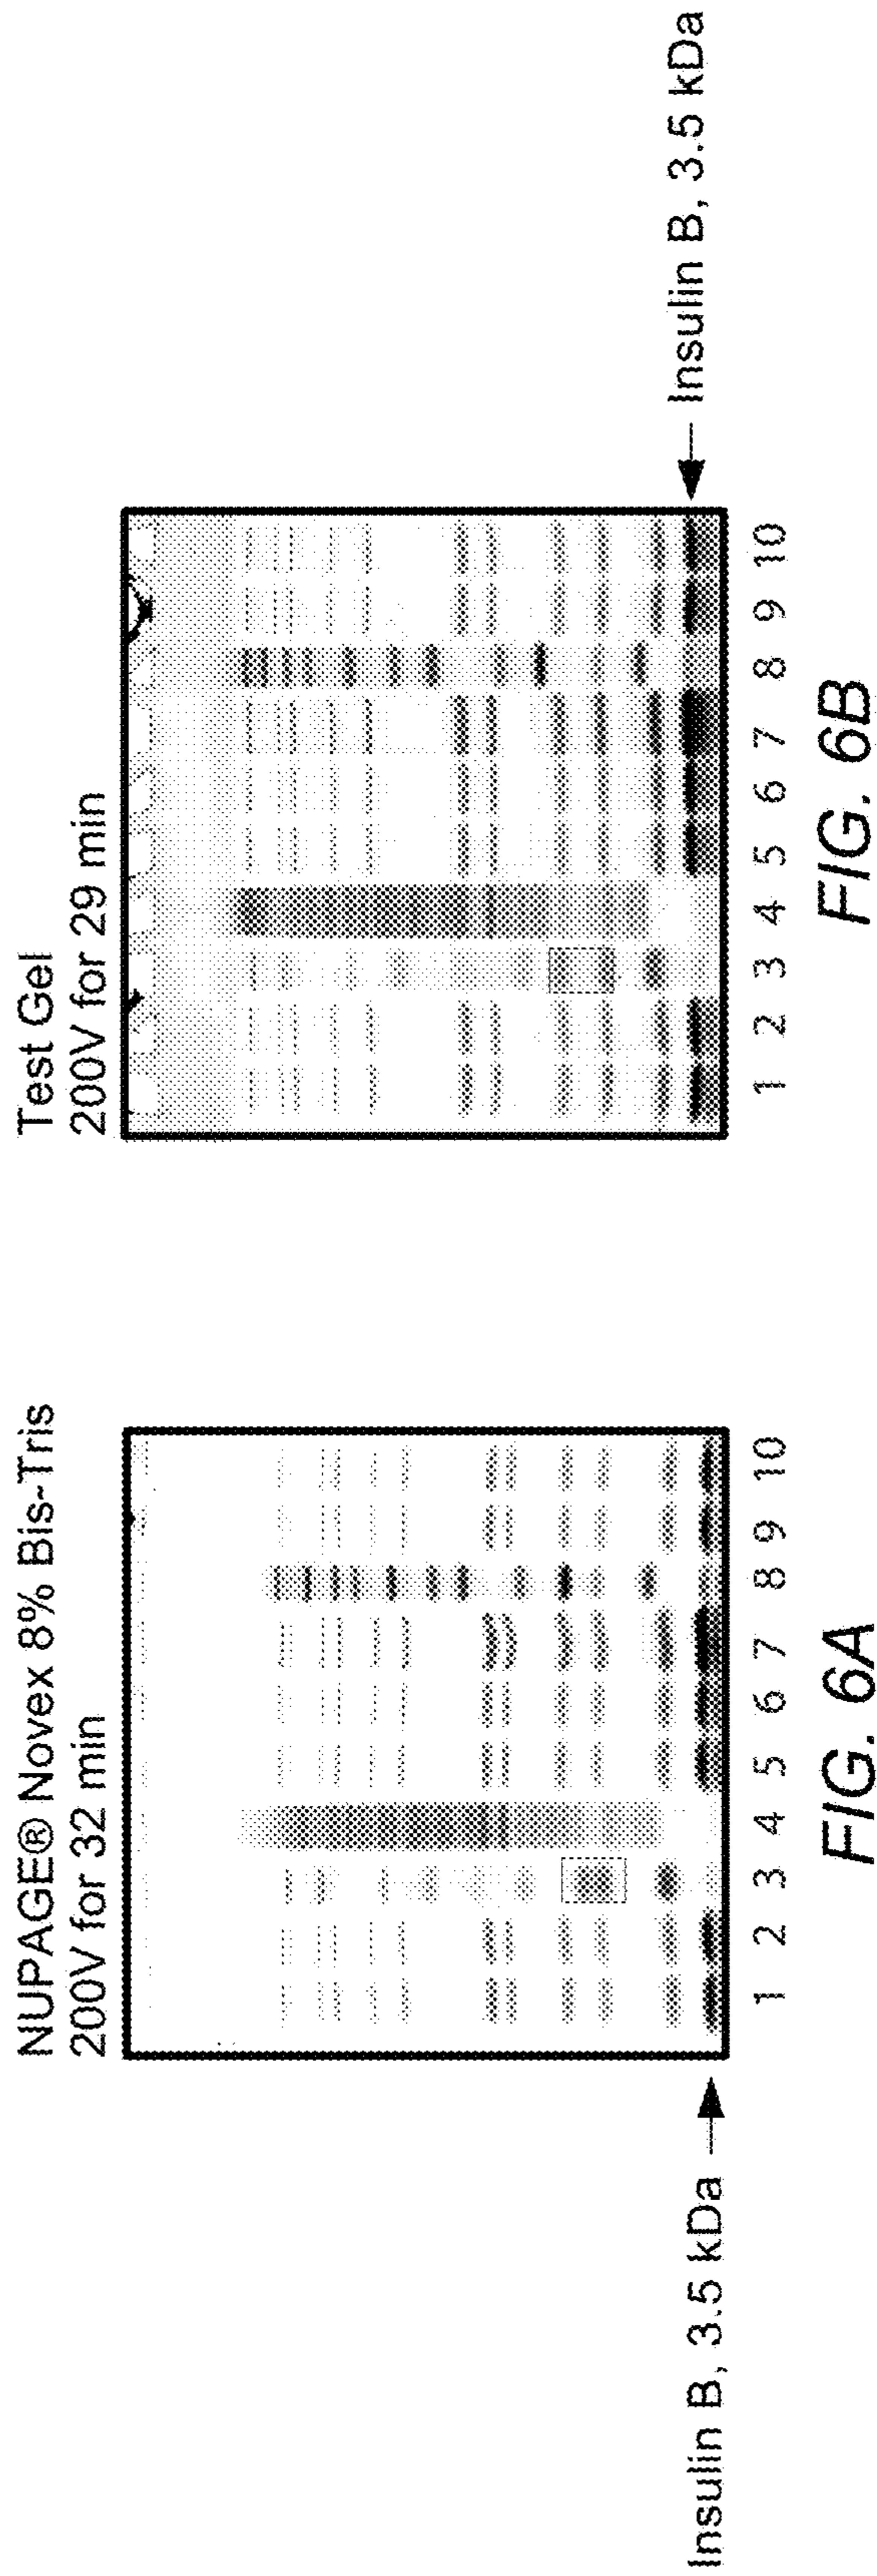 NUPAGE® Novex 8% Bis-Tris
200V for 32 min
Insulin B, 3.5 kDa
1 2 3 4 5 6 7 8 9 10
FIG. 6A
Test Gel
200V for 29 min
Insulin B, 3.5 kDa
1 2 3 4 5 6 7 8 9 10
FIG. 6B